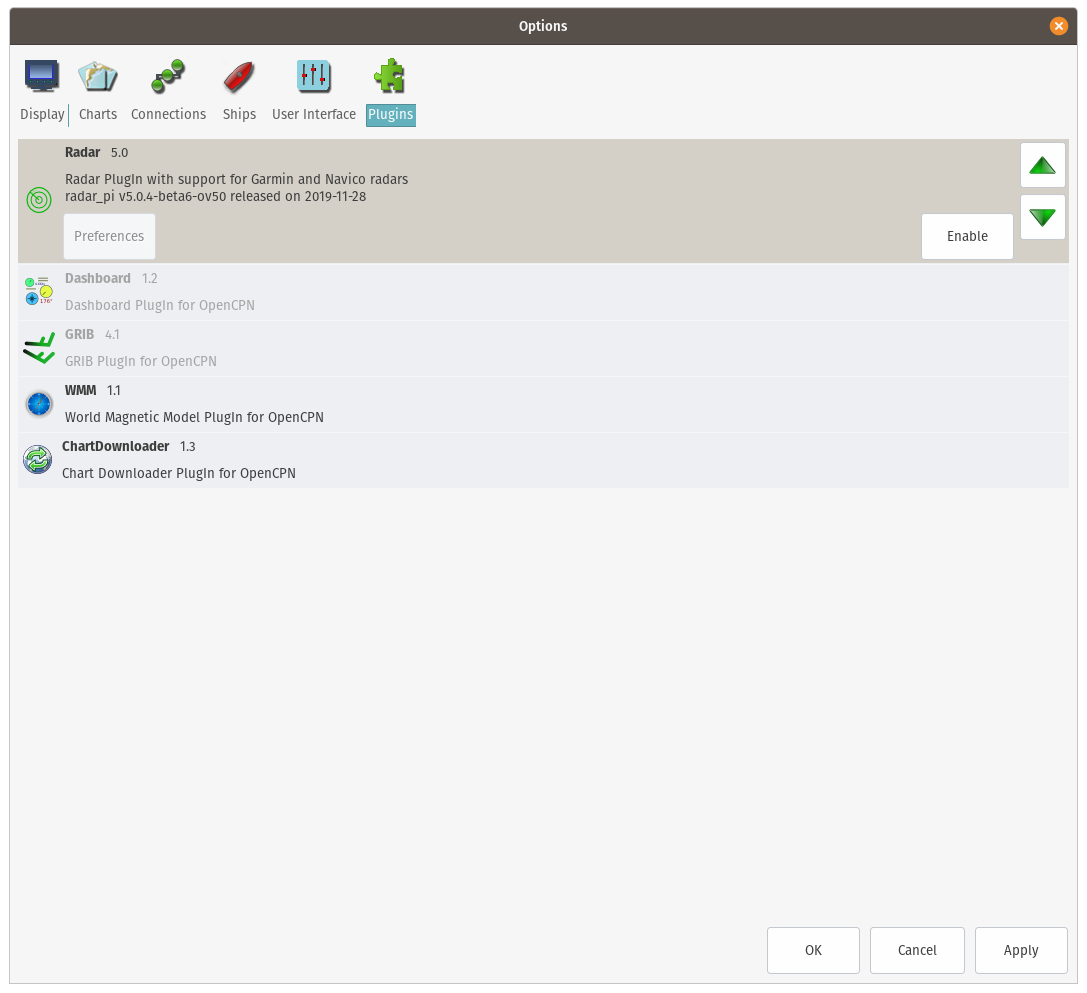 Options
Display Charts Connections Ships User Interface Plugins
Radar 5.0
Radar PlugIn with support for Garmin and Navico radars
radar_pi v5.0.4-beta6-ov50 released on 2019-11-28
Preferences Enable
Dashboard 1.2
Dashboard PlugIn for OpenCPN
GRIB 4.1
GRIB PlugIn for OpenCPN
WMM 1.1
World Magnetic Model PlugIn for OpenCPN
ChartDownloader 1.3
Chart Downloader PlugIn for OpenCPN
OK Cancel Apply